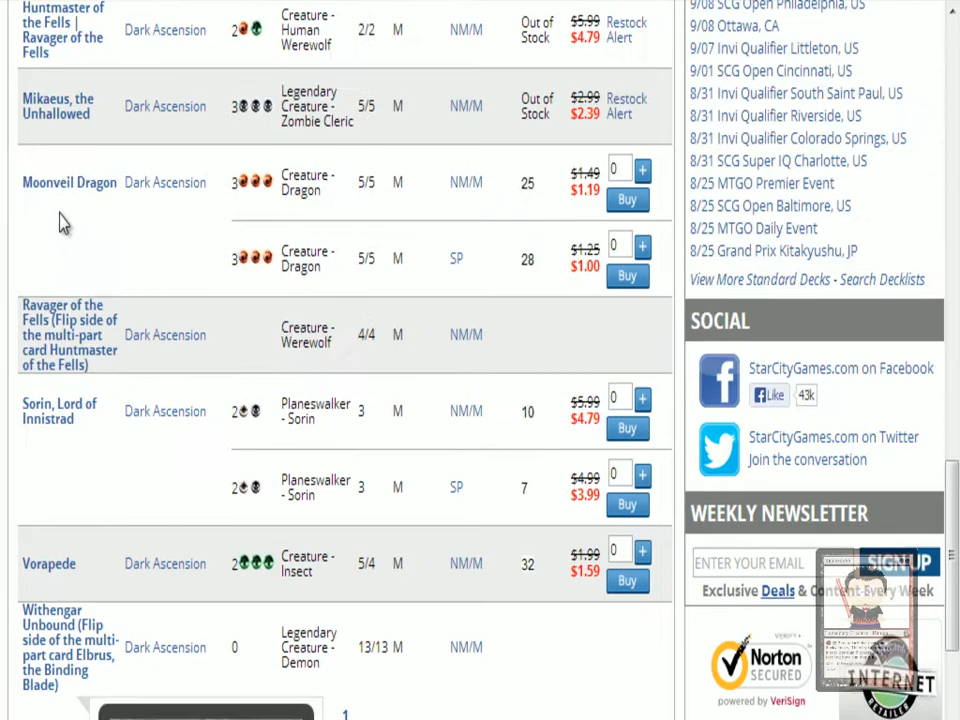 Huntmaster of the Fells | Ravager of the Fells Dark Ascension 2 Creature - Human Werewolf 2/2 M NM/M Out of Stock $5.99 $4.79 Restock Alert
Mikaeus, the Unhallowed Dark Ascension 3 Legendary Creature - Zombie Cleric 5/5 M NM/M Out of Stock $2.99 $2.39 Restock Alert
Moonveil Dragon Dark Ascension 3 Creature - Dragon 5/5 M NM/M 25 $1.49 $1.19 0 + Buy
3 Creature - Dragon 5/5 M SP 28 $1.25 $1.00 0 + Buy
Ravager of the Fells (Flip side of the multi-part card Huntmaster of the Fells) Dark Ascension Creature - Werewolf 4/4 M NM/M
Sorin, Lord of Innistrad Dark Ascension 2 Planeswalker - Sorin 3 M NM/M 10 $5.99 $4.79 0 + Buy
2 Planeswalker - Sorin 3 M SP 7 $4.99 $3.99 0 + Buy
Vorapede Dark Ascension 2 Creature - Insect 5/4 M NM/M 32 $1.99 $1.59 0 + Buy
Withengar Unbound (Flip side of the multi-part card Elbrus, the Binding Blade) Dark Ascension 0 Legendary Creature - Demon 13/13 M NM/M
1
9/08 SCG Open Philadelphia, US
9/08 Ottawa, CA
9/07 Invi Qualifier Littleton, US
9/01 SCG Open Cincinnati, US
8/31 Invi Qualifier South Saint Paul, US
8/31 Invi Qualifier Riverside, US
8/31 Invi Qualifier Colorado Springs, US
8/31 SCG Super IQ Charlotte, US
8/25 MTGO Premier Event
8/25 SCG Open Baltimore, US
8/25 MTGO Daily Event
8/25 Grand Prix Kitakyushu, JP
View More Standard Decks - Search Decklists
SOCIAL
StarCityGames.com on Facebook
Like 43k
StarCityGames.com on Twitter
Join the conversation
WEEKLY NEWSLETTER
ENTER YOUR EMAIL SIGN UP
Exclusive Deals & Content Every Week
VERIFY
Norton
SECURED
powered by VeriSign
INTERNET
RETAILER